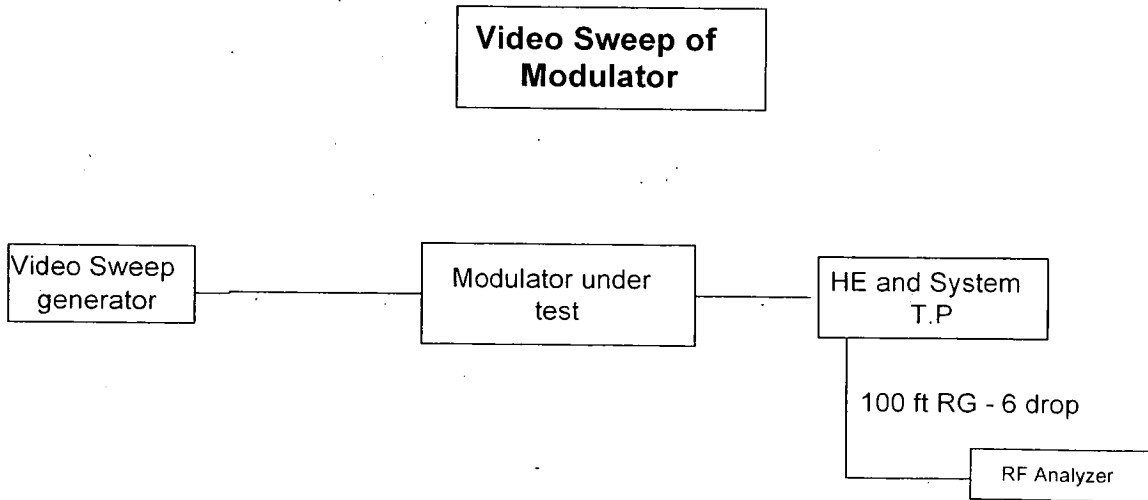 Video Sweep of
Modulator
Video Sweep
generator
Modulator under
test
HE and System
T.P
100 ft RG - 6 drop
RF Analyzer